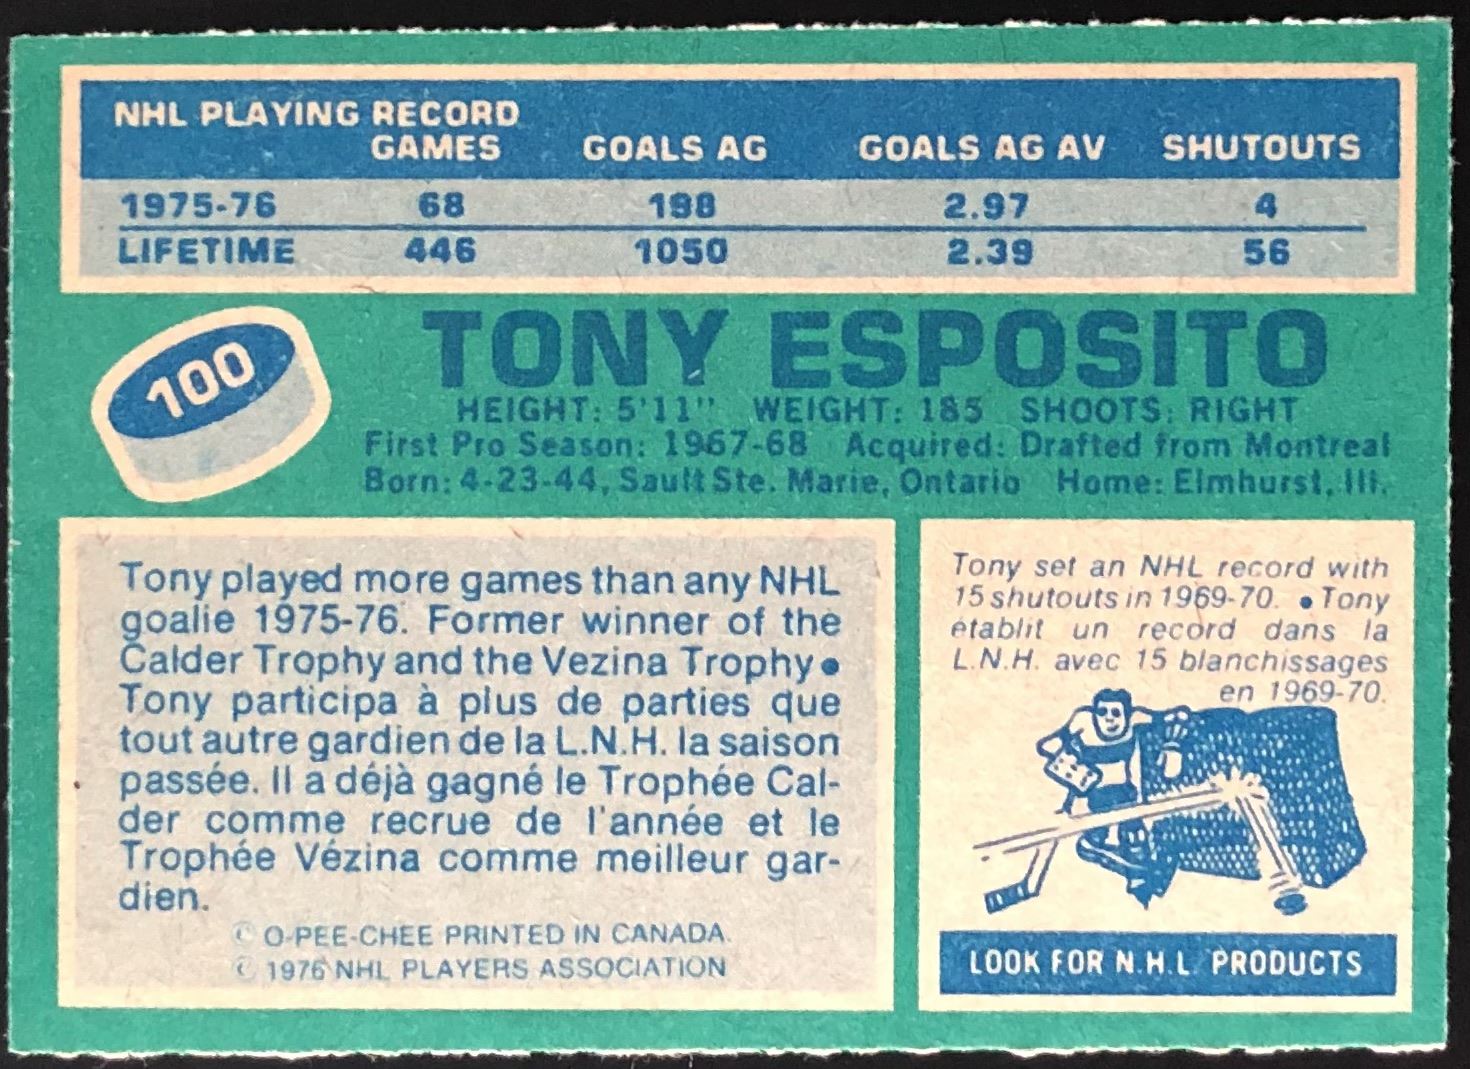 NHL PLAYING RECORD
GAMES GOALS AG GOALS AG AV SHUTOUTS
1975-76 68 198 2.97 4
LIFETIME 446 1050 2.39 56
100
TONY ESPOSITO
HEIGHT: 5'11" WEIGHT: 185 SHOOTS: RIGHT
First Pro Season: 1967-68 Acquired: Drafted from Montreal
Born: 4-23-44, Sault Ste. Marie, Ontario Home: Elmhurst, Ill.
Tony played more games than any NHL
goalie 1975-76. Former winner of the
Calder Trophy and the Vezina Trophy •
Tony participa à plus de parties que
tout autre gardien de la L.N.H. la saison
passée. Il a déjà gagné le Trophée Cal-
der comme recrue de l'année et le
Trophée Vézina comme meilleur gar-
dien.
© O-PEE-CHEE PRINTED IN CANADA.
© 1976 NHL PLAYERS ASSOCIATION
Tony set an NHL record with
15 shutouts in 1969-70. • Tony
établit un record dans la
L.N.H. avec 15 blanchissages
en 1969-70.
LOOK FOR N.H.L. PRODUCTS